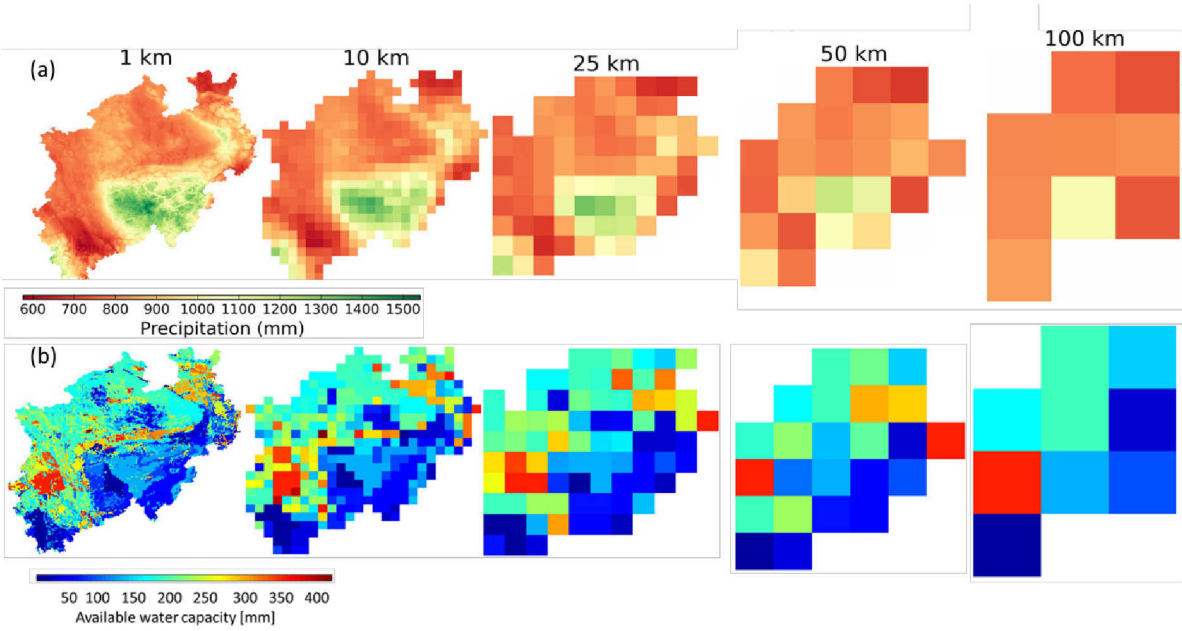 (a)
1 km 10 km 25 km 50 km 100 km
600 700 800 900 1000 1100 1200 1300 1400 1500
Precipitation (mm)
(b)
50 100 150 200 250 300 350 400
Available water capacity [mm]